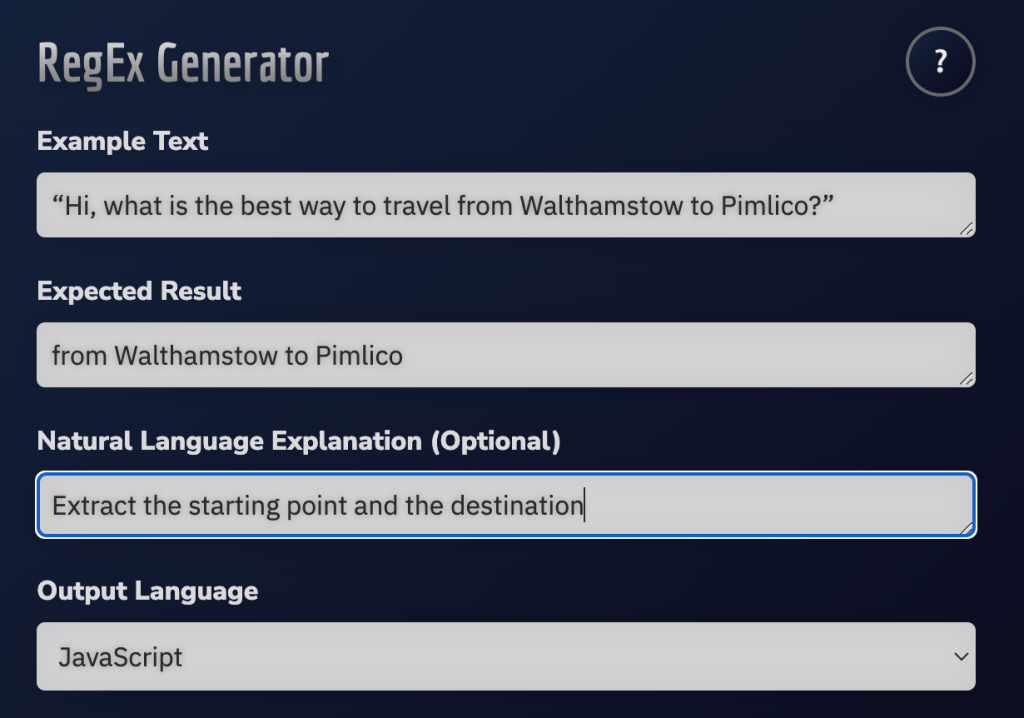 RegEx Generator
?
Example Text
“Hi, what is the best way to travel from Walthamstow to Pimlico?”
Expected Result
from Walthamstow to Pimlico
Natural Language Explanation (Optional)
Extract the starting point and the destination
Output Language
JavaScript